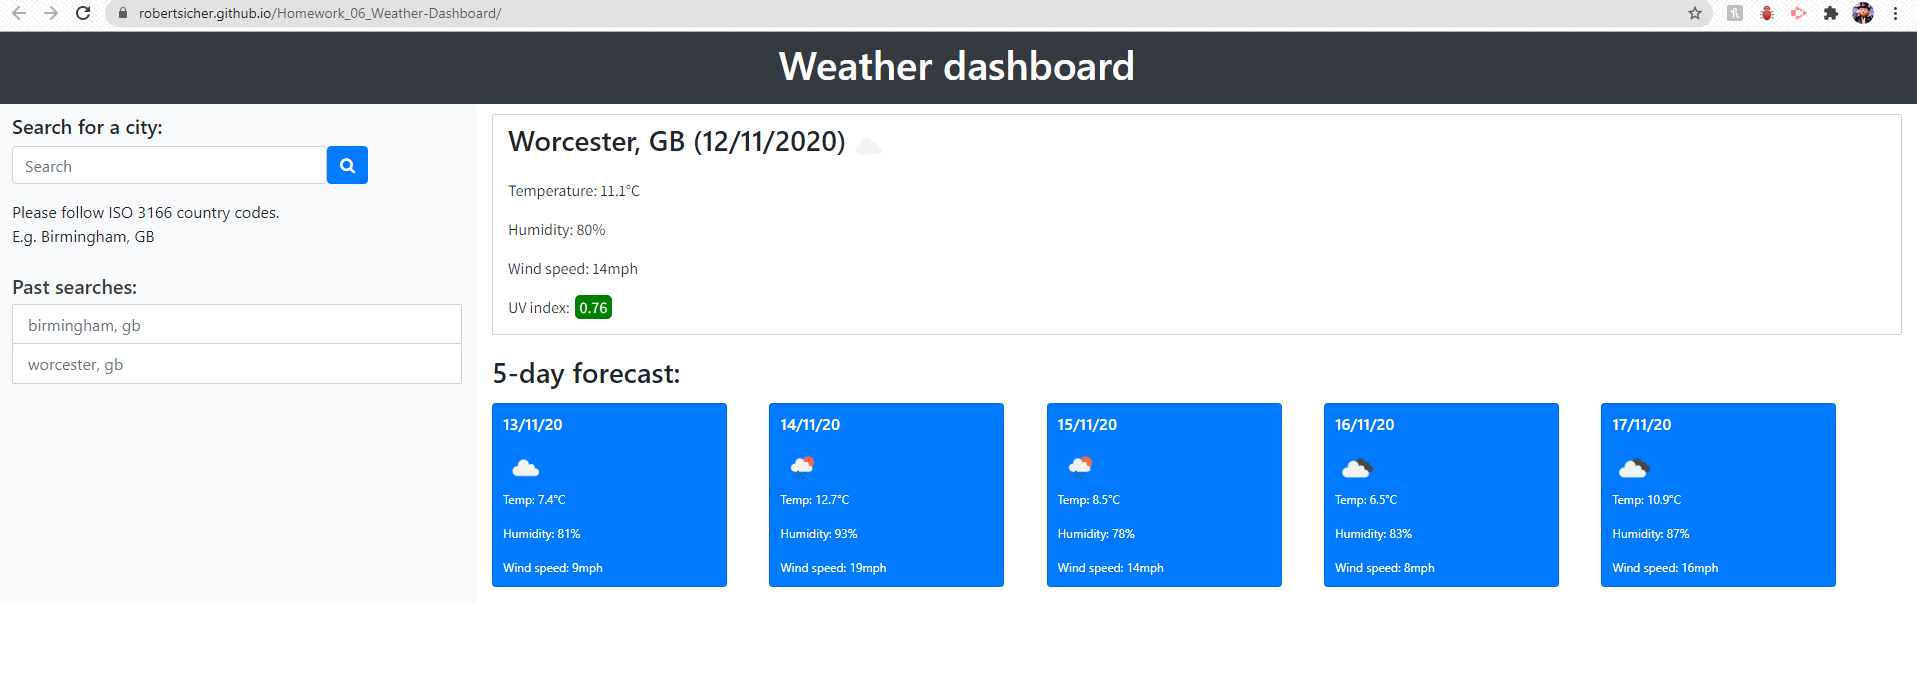 robertsicher.github.io/Homework_06_Weather-Dashboard/
Weather dashboard
Search for a city:
Search
Please follow ISO 3166 country codes.
E.g. Birmingham, GB
Past searches:
birmingham, gb
worcester, gb
Worcester, GB (12/11/2020)
Temperature: 11.1°C
Humidity: 80%
Wind speed: 14mph
UV index: 0.76
5-day forecast:
13/11/20
Temp: 7.4°C
Humidity: 81%
Wind speed: 9mph
14/11/20
Temp: 12.7°C
Humidity: 93%
Wind speed: 19mph
15/11/20
Temp: 8.5°C
Humidity: 78%
Wind speed: 14mph
16/11/20
Temp: 6.5°C
Humidity: 83%
Wind speed: 8mph
17/11/20
Temp: 10.9°C
Humidity: 87%
Wind speed: 16mph